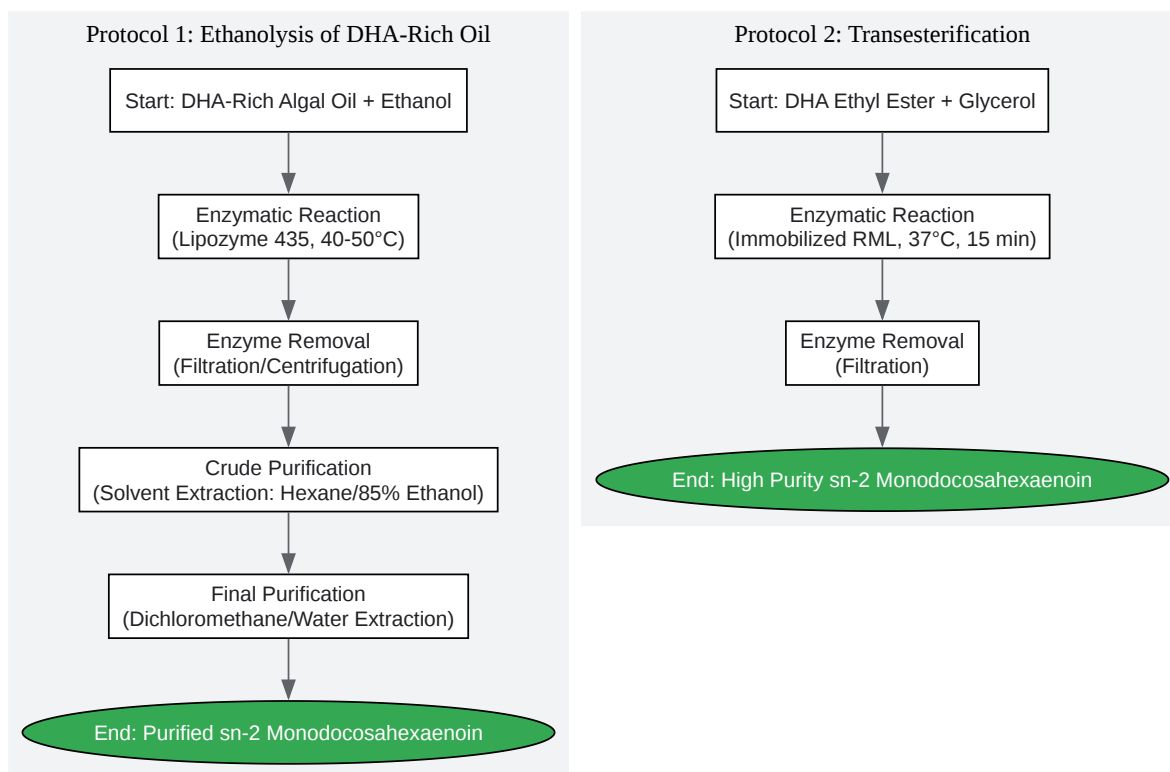 Protocol 1: Ethanolysis of DHA-Rich Oil
Start: DHA-Rich Algal Oil + Ethanol
Enzymatic Reaction
(Lipozyme 435, 40-50°C)
Enzyme Removal
(Filtration/Centrifugation)
Crude Purification
(Solvent Extraction: Hexane/85% Ethanol)
Final Purification
(Dichloromethane/Water Extraction)
End: Purified sn-2 Monodocosahexaenoin
Protocol 2: Transesterification
Start: DHA Ethyl Ester + Glycerol
Enzymatic Reaction
(Immobilized RML, 37°C, 15 min)
Enzyme Removal
(Filtration)
End: High Purity sn-2 Monodocosahexaenoin